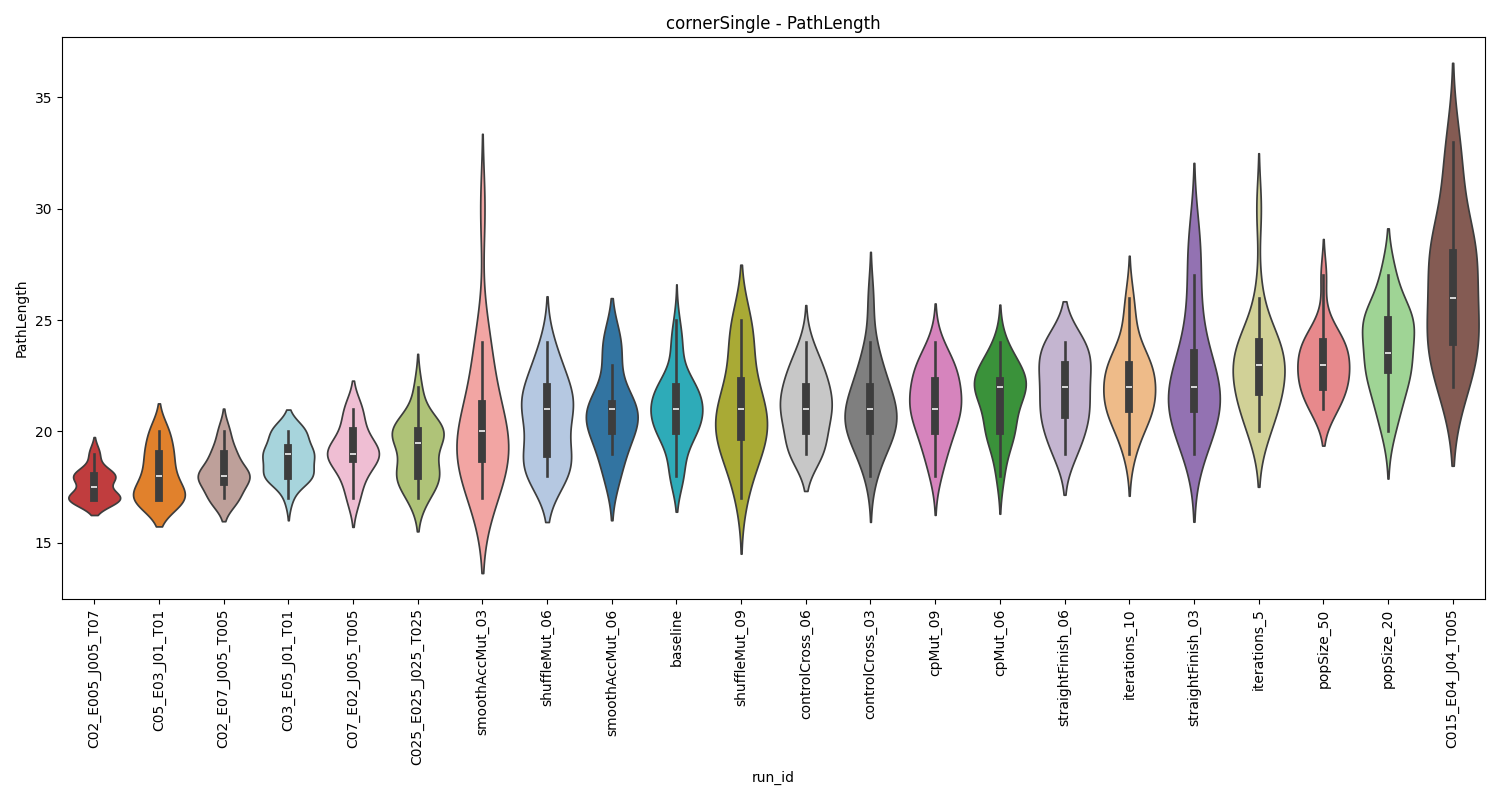 cornerSingle - PathLength
PathLength
35
30
25
20
15
C02_E005_J005_T07
C05_E03_J01_T01
C02_E07_J005_T005
C03_E05_J01_T01
C07_E02_J005_T005
C025_E025_J025_T025
smoothAccMut_03
shuffleMut_06
smoothAccMut_06
baseline
shuffleMut_09
controlCross_06
controlCross_03
cpMut_09
cpMut_06
straightFinish_06
iterations_10
straightFinish_03
iterations_5
popSize_50
popSize_20
C015_E04_J04_T005
run_id